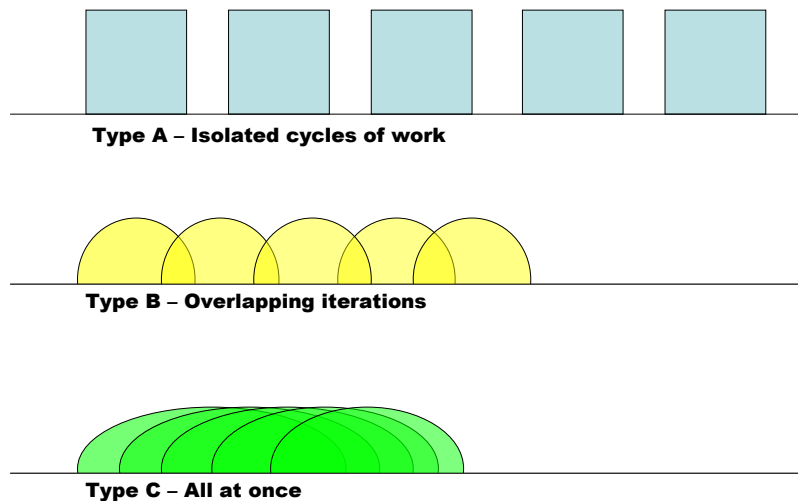 Type A – Isolated cycles of work
Type B – Overlapping iterations
Type C – All at once